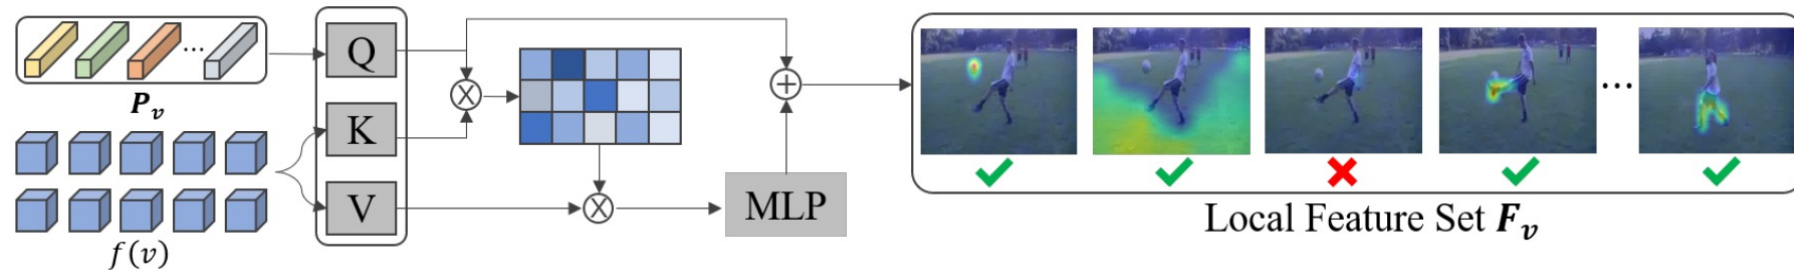 P_v
f(v)
Q
K
V
MLP
Local Feature Set F_v